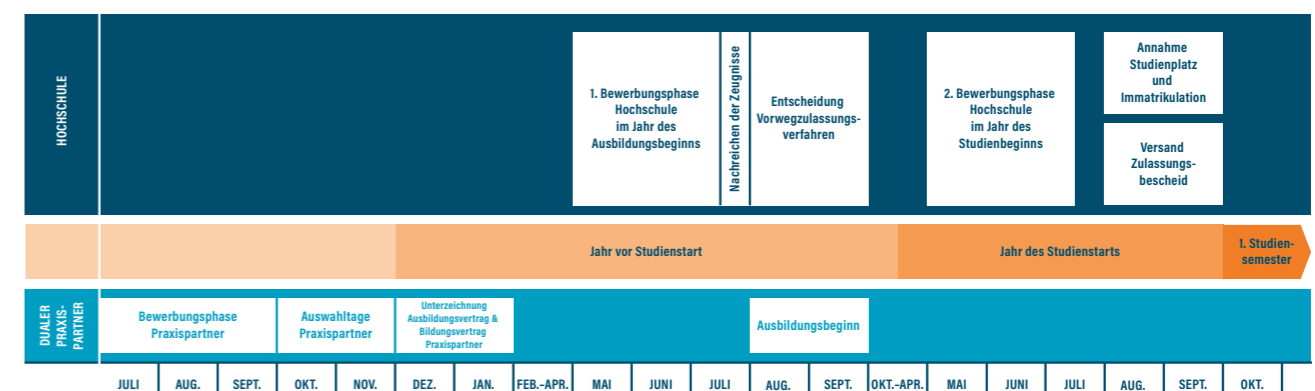 HOCHSCHULE
1. Bewerbungsphase
Hochschule
im Jahr des
Ausbildungsbeginns
Nachreichen der Zeugnisse
Entscheidung
Vorwegzulassungs-
verfahren
2. Bewerbungsphase
Hochschule
im Jahr des
Studienbeginns
Annahme
Studienplatz
und
Immatrikulation
Versand
Zulassungs-
bescheid
Jahr vor Studienstart
Jahr des Studienstarts
1. Studien-
semester
DUALER
PRAXIS-
PARTNER
Bewerbungsphase
Praxispartner
Auswahltage
Praxispartner
Unterzeichnung
Ausbildungsvertrag &
Bildungsvertrag
Praxispartner
Ausbildungsbeginn
JULI AUG. SEPT. OKT. NOV. DEZ. JAN. FEB.-APR. MAI JUNI JULI AUG. SEPT. OKT.-APR. MAI JUNI JULI AUG. SEPT. OKT.